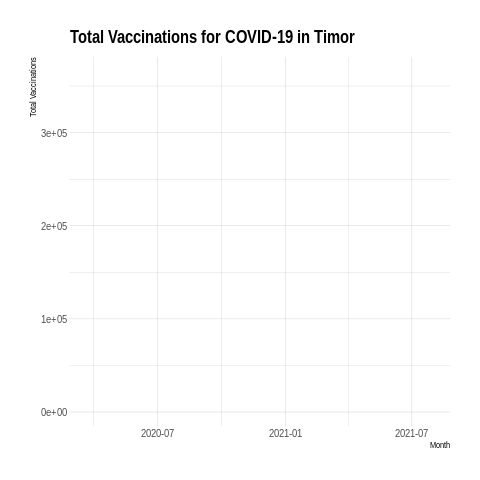 Total Vaccinations for COVID-19 in Timor
Total Vaccinations
3e+05
2e+05
1e+05
0e+00
2020-07 2021-01 2021-07
Month